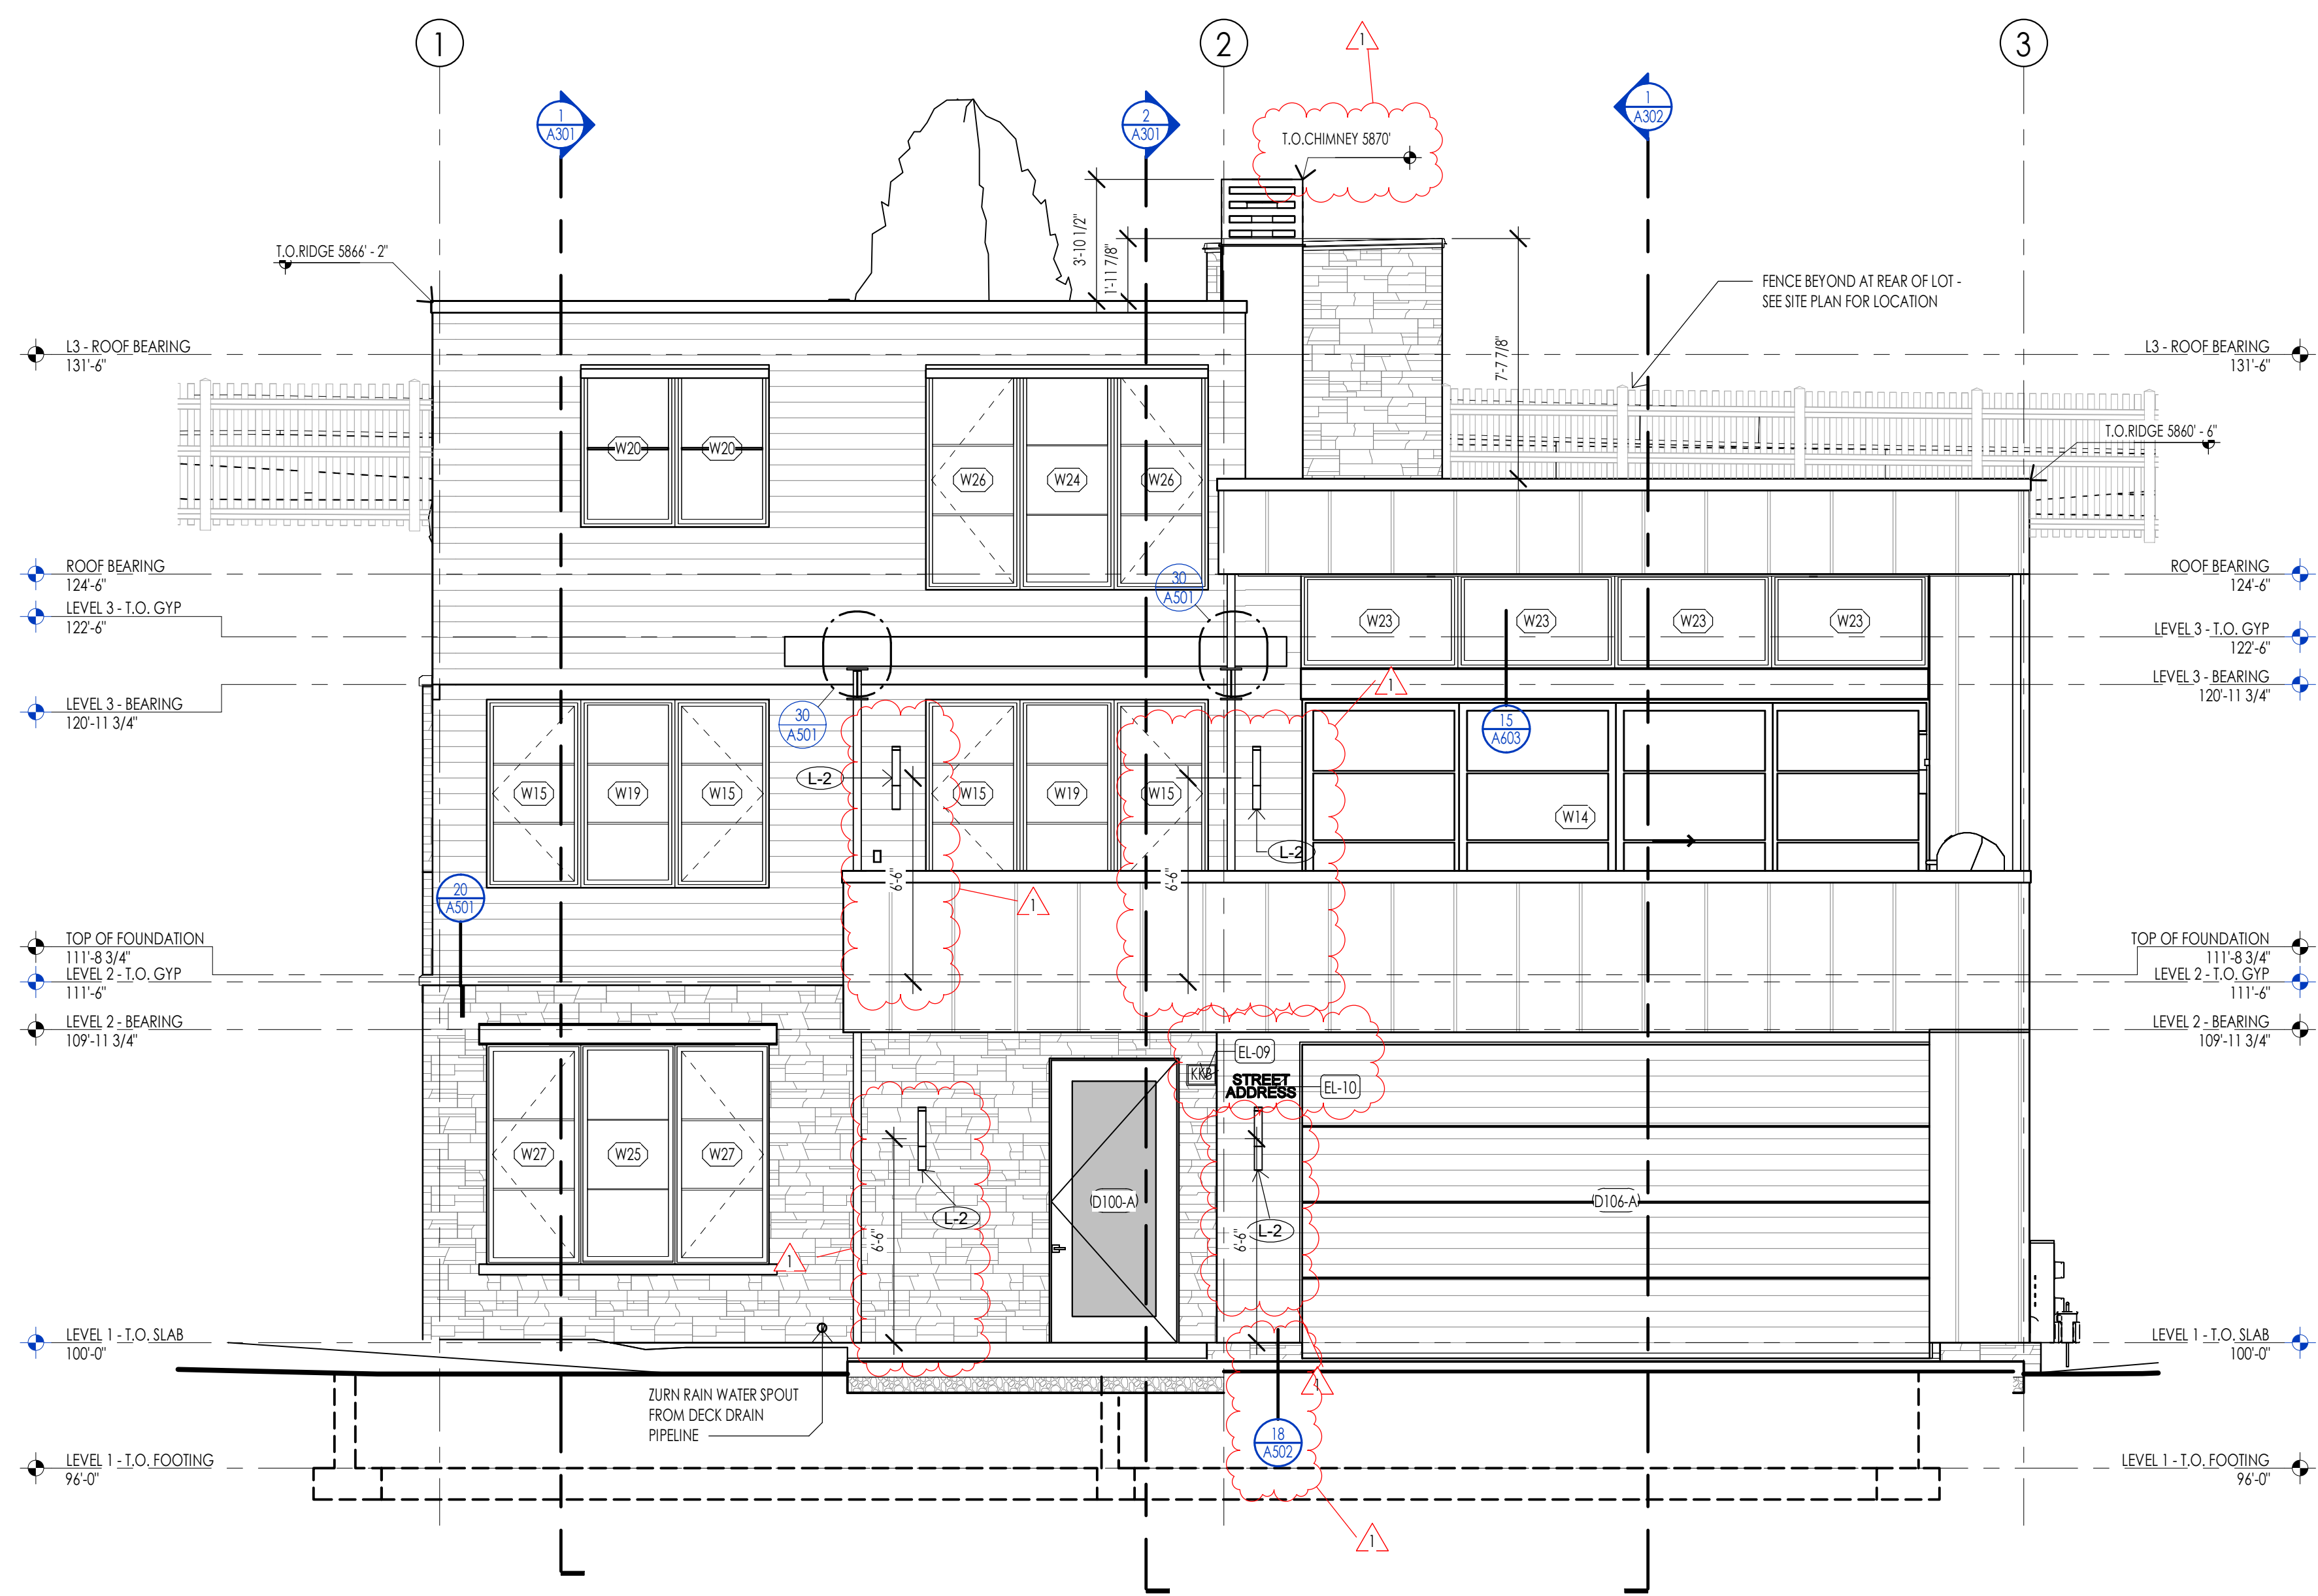 1
2
3
1
1
A301
2
A301
1
A302
T.O.CHIMNEY 5870'
3'-10 1/2"
1'-11 7/8"
T.O.RIDGE 5866' - 2"
FENCE BEYOND AT REAR OF LOT -
SEE SITE PLAN FOR LOCATION
L3 - ROOF BEARING
131'-6"
L3 - ROOF BEARING
131'-6"
7'-7 7/8"
T.O.RIDGE 5860' - 6"
W20
W20
W26
W24
W26
ROOF BEARING
124'-6"
30
A501
ROOF BEARING
124'-6"
LEVEL 3 - T.O. GYP
122'-6"
W23
W23
W23
W23
LEVEL 3 - T.O. GYP
122'-6"
LEVEL 3 - BEARING
120'-11 3/4"
1
LEVEL 3 - BEARING
120'-11 3/4"
30
A501
15
A603
L-2
W15
W19
W15
W15
W19
W15
W14
L-2
6'-6"
6'-6"
20
A501
1
TOP OF FOUNDATION
111'-8 3/4"
LEVEL 2 - T.O. GYP
111'-6"
LEVEL 2 - BEARING
109'-11 3/4"
TOP OF FOUNDATION
111'-8 3/4"
LEVEL 2 - T.O. GYP
111'-6"
LEVEL 2 - BEARING
109'-11 3/4"
EL-09
STREET
ADDRESS
EL-10
W27
W25
W27
D100-A
D106-A
L-2
L-2
6'-6"
6'-6"
1
LEVEL 1 - T.O. SLAB
100'-0"
LEVEL 1 - T.O. SLAB
100'-0"
1
ZURN RAIN WATER SPOUT
FROM DECK DRAIN
PIPELINE
18
A502
LEVEL 1 - T.O. FOOTING
96'-0"
LEVEL 1 - T.O. FOOTING
96'-0"
1